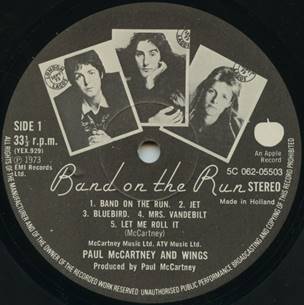 SIDE 1
33⅓ r.p.m.
(YEX.929)
℗ 1973
EMI Records
Ltd.
An Apple
Record
5C 062-05503
STEREO
Made in Holland
Band on the Run
1. BAND ON THE RUN. 2. JET
3. BLUEBIRD. 4. MRS. VANDEBILT
5. LET ME ROLL IT
(McCartney)
McCartney Music Ltd. ATV Music Ltd.
PAUL McCARTNEY AND WINGS
Produced by Paul McCartney
ALL RIGHTS OF THE MANUFACTURER AND OF THE OWNER OF THE RECORDED WORK RESERVED UNAUTHORISED PUBLIC PERFORMANCE BROADCASTING AND COPYING OF THIS RECORD PROHIBITED